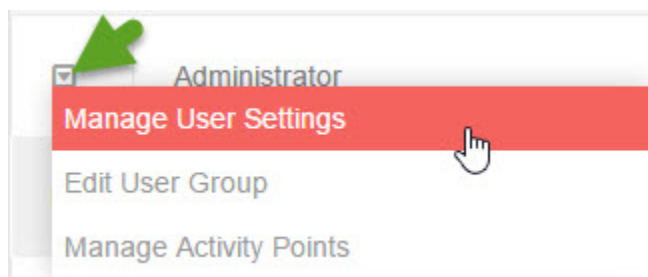 Administrator
Manage User Settings
Edit User Group
Manage Activity Points